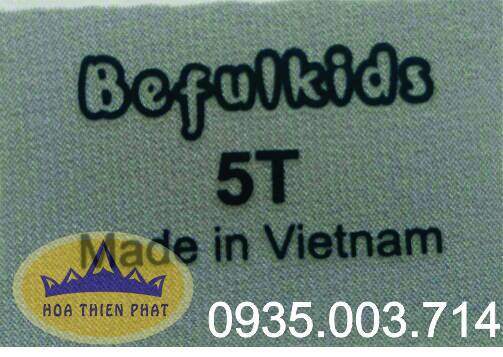 Befulkids
5T
Made in Vietnam
HOA THIEN PHAT
0935.003.714